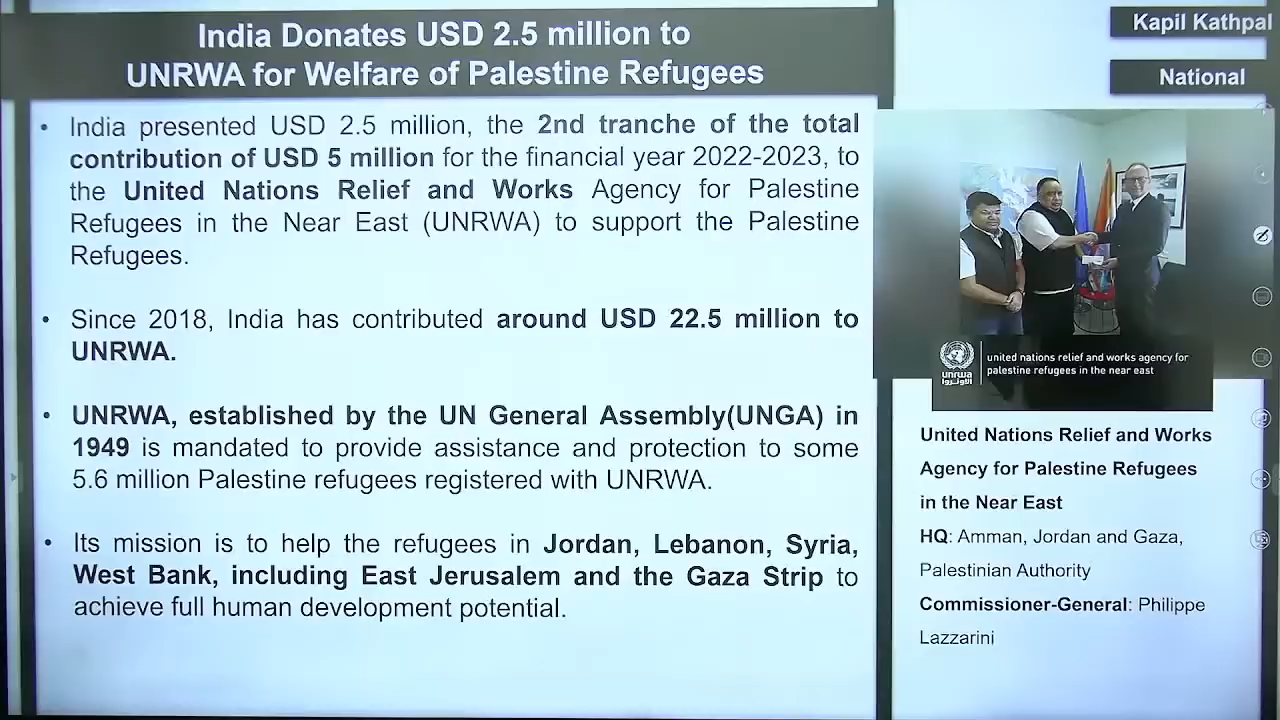 India Donates USD 2.5 million to
UNRWA for Welfare of Palestine Refugees
• India presented USD 2.5 million, the 2nd tranche of the total
contribution of USD 5 million for the financial year 2022-2023, to
the United Nations Relief and Works Agency for Palestine
Refugees in the Near East (UNRWA) to support the Palestine
Refugees.
• Since 2018, India has contributed around USD 22.5 million to
UNRWA.
• UNRWA, established by the UN General Assembly(UNGA) in
1949 is mandated to provide assistance and protection to some
5.6 million Palestine refugees registered with UNRWA.
• Its mission is to help the refugees in Jordan, Lebanon, Syria,
West Bank, including East Jerusalem and the Gaza Strip to
achieve full human development potential.
Kapil Kathpal
National
unrwa
الأونروا
united nations relief and works agency for
palestine refugees in the near east
United Nations Relief and Works
Agency for Palestine Refugees
in the Near East
HQ: Amman, Jordan and Gaza,
Palestinian Authority
Commissioner-General: Philippe
Lazzarini